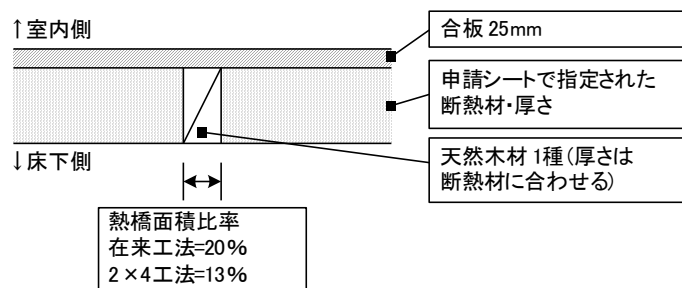 ↑室内側
合板 25mm
申請シートで指定された
断熱材・厚さ
↓床下側
天然木材 1種(厚さは
断熱材に合わせる)
熱橋面積比率
在来工法=20%
2×4工法=13%